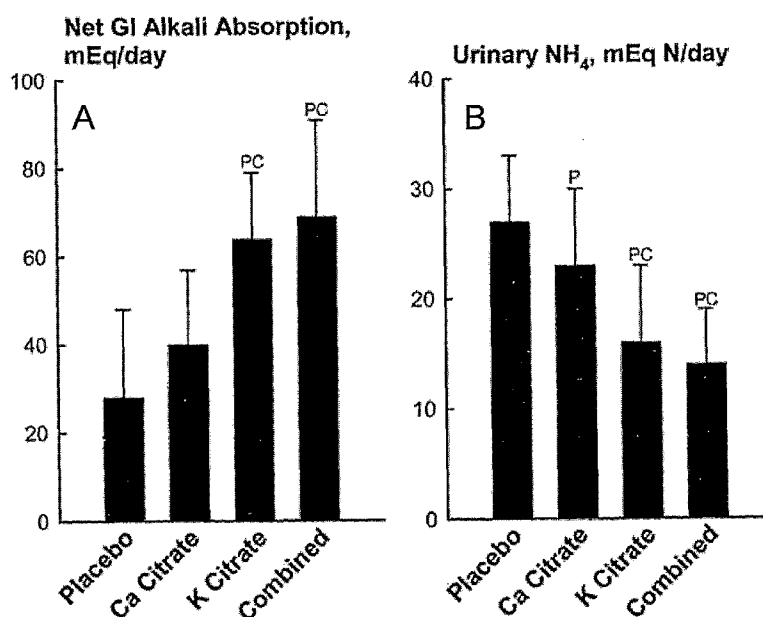 Net GI Alkali Absorption,
mEq/day
100
80
60
40
20
0
A
PC
PC
Placebo
Ca Citrate
K Citrate
Combined
Urinary NH₄, mEq N/day
40
30
20
10
0
B
P
PC
PC
Placebo
Ca Citrate
K Citrate
Combined